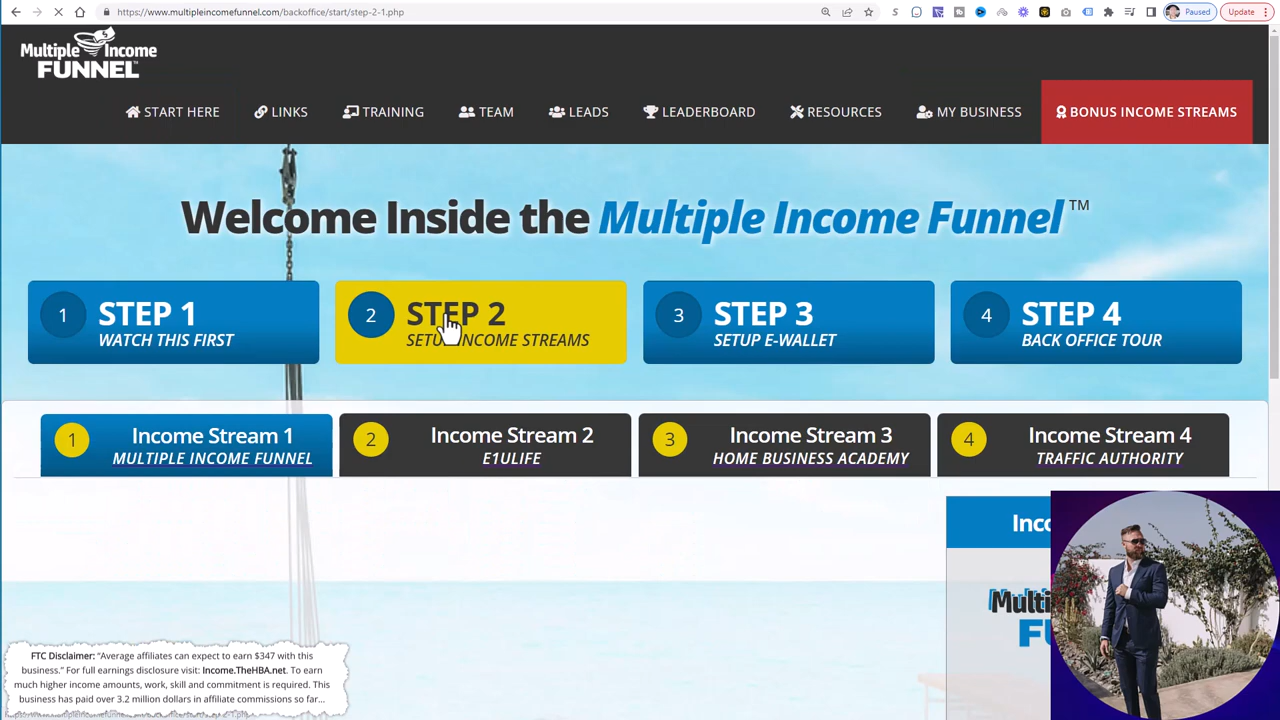 https://www.multipleincomefunnel.com/backoffice/start/step-2-1.php
Paused
Update
Multiple Income
FUNNEL™
START HERE
LINKS
TRAINING
TEAM
LEADS
LEADERBOARD
RESOURCES
MY BUSINESS
BONUS INCOME STREAMS
Welcome Inside the Multiple Income Funnel™
1
STEP 1
WATCH THIS FIRST
2
STEP 2
INCOME STREAMS
3
STEP 3
SETUP E-WALLET
4
STEP 4
BACK OFFICE TOUR
1
Income Stream 1
MULTIPLE INCOME FUNNEL
2
Income Stream 2
E1ULIFE
3
Income Stream 3
HOME BUSINESS ACADEMY
4
Income Stream 4
TRAFFIC AUTHORITY
FTC Disclaimer: “Average affiliates can expect to earn $347 with this
business.” For full earnings disclosure visit: Income.TheHBA.net. To earn
much higher income amounts, work, skill and commitment is required. This
business has paid over 3.2 million dollars in affiliate commissions so far...